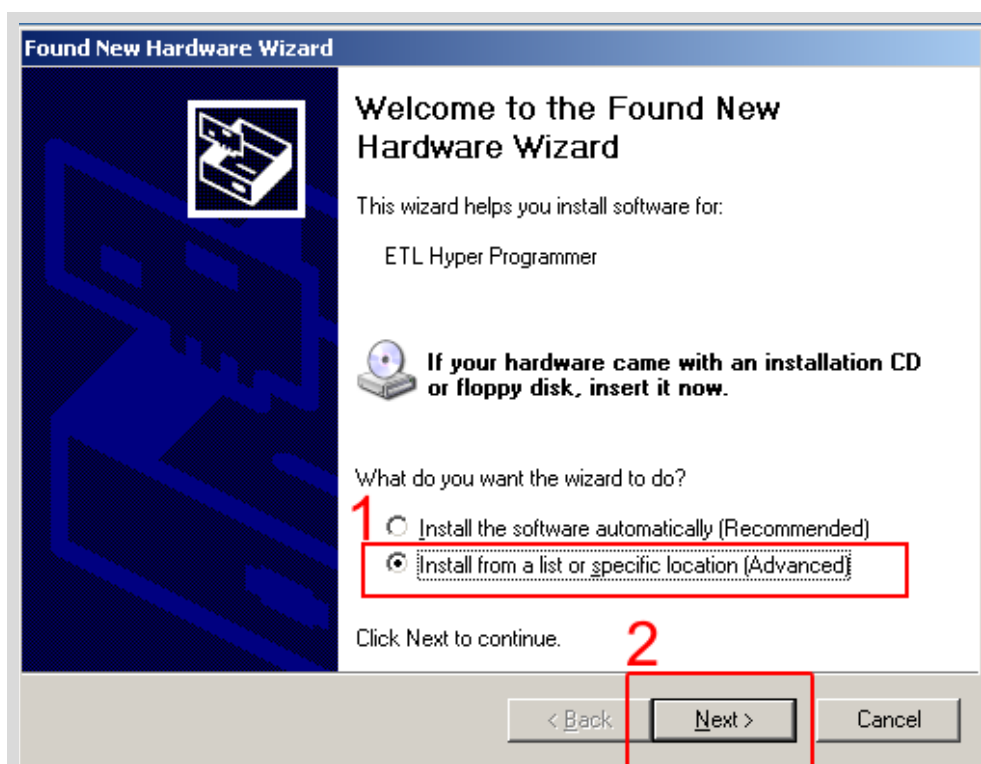 Found New Hardware Wizard
Welcome to the Found New
Hardware Wizard
This wizard helps you install software for:
ETL Hyper Programmer
If your hardware came with an installation CD
or floppy disk, insert it now.
What do you want the wizard to do?
1
Install the software automatically (Recommended)
Install from a list or specific location (Advanced)
Click Next to continue.
2
< Back
Next >
Cancel